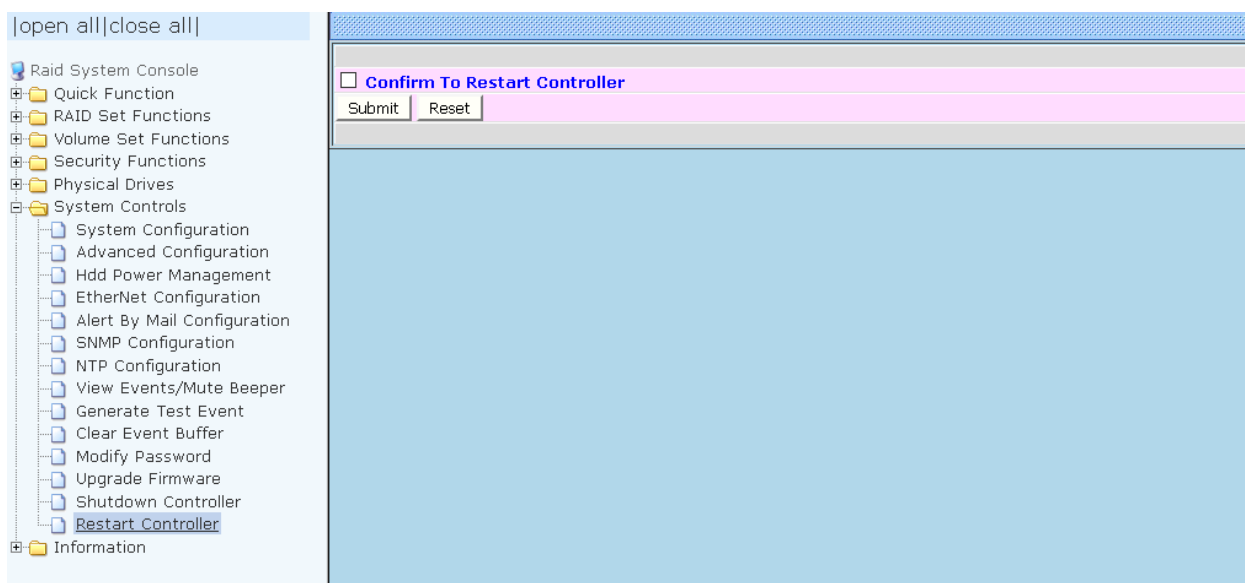 |open all|close all|
Raid System Console
Quick Function
RAID Set Functions
Volume Set Functions
Security Functions
Physical Drives
System Controls
System Configuration
Advanced Configuration
Hdd Power Management
EtherNet Configuration
Alert By Mail Configuration
SNMP Configuration
NTP Configuration
View Events/Mute Beeper
Generate Test Event
Clear Event Buffer
Modify Password
Upgrade Firmware
Shutdown Controller
Restart Controller
Information
Confirm To Restart Controller
Submit Reset